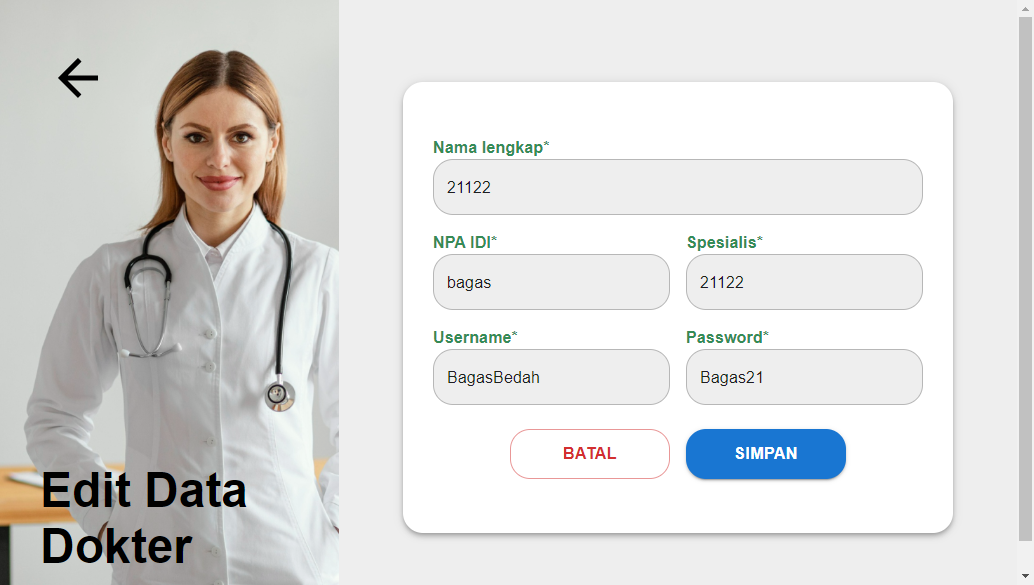 Nama lengkap*
21122
NPA IDI*
Spesialis*
bagas
21122
Username*
Password*
BagasBedah
Bagas21
BATAL
SIMPAN
Edit Data
Dokter